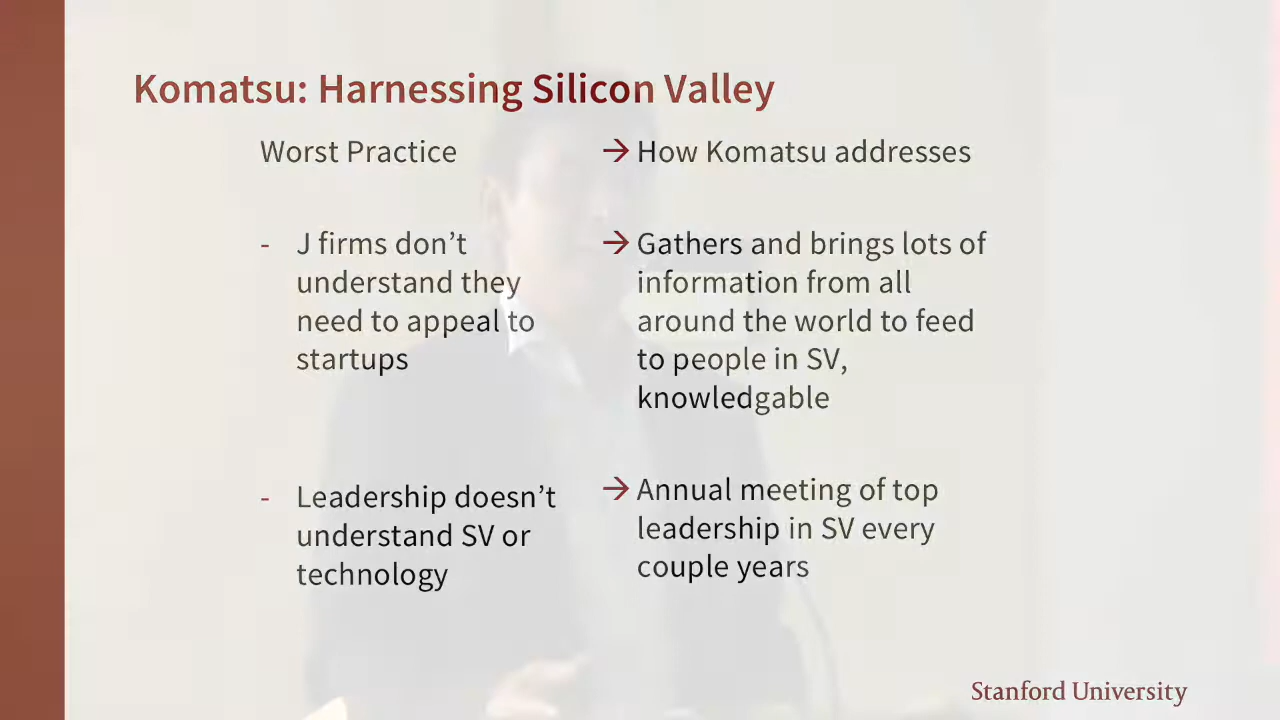 Komatsu: Harnessing Silicon Valley
Worst Practice
→ How Komatsu addresses
- J firms don’t
understand they
need to appeal to
startups
→ Gathers and brings lots of
information from all
around the world to feed
to people in SV,
knowledgable
- Leadership doesn’t
understand SV or
technology
→ Annual meeting of top
leadership in SV every
couple years
Stanford University